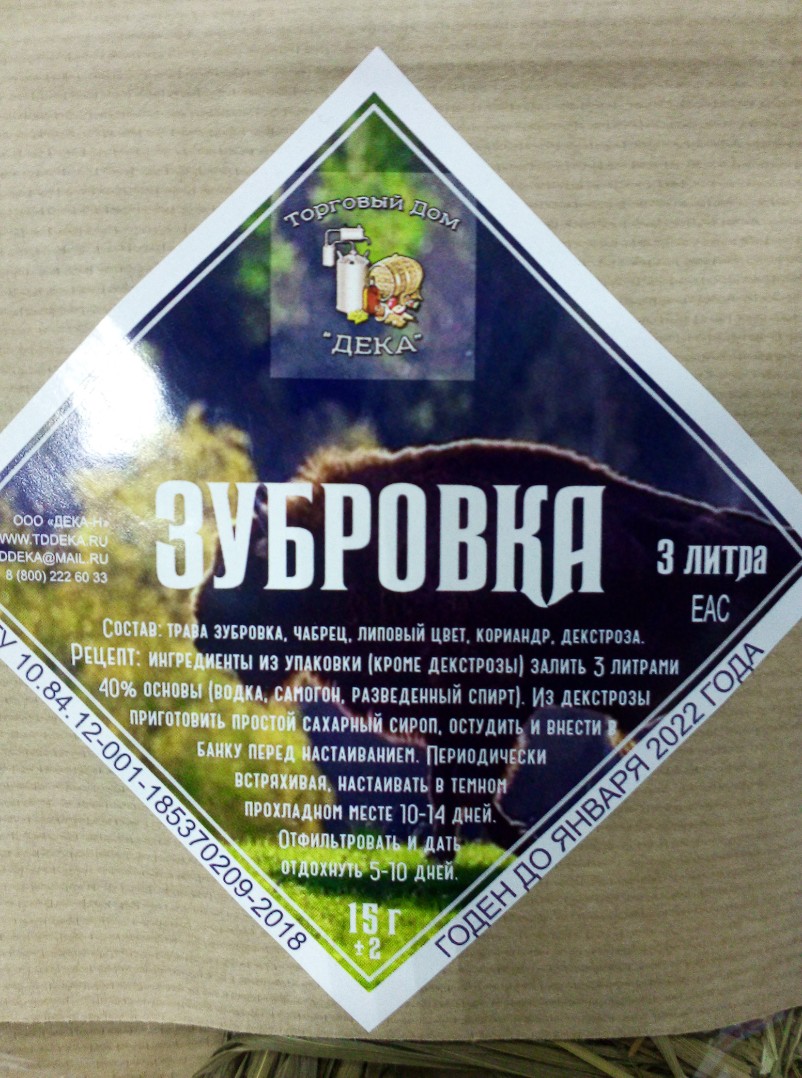 Торговый Дом
"ДЕКА"
ЗУБРОВКА
3 литра
EAC
ООО «ДЕКА-Н»
WWW.TDDEKA.RU
DDEKA@MAIL.RU
8 (800) 222 60 33
Состав: трава зубровка, чабрец, липовый цвет, кориандр, декстроза.
Рецепт: ингредиенты из упаковки (кроме декстрозы) залить 3 литрами
40% основы (водка, самогон, разведенный спирт). Из декстрозы
приготовить простой сахарный сироп, остудить и внести в
банку перед настаиванием. Периодически
встряхивая, настаивать в темном
прохладном месте 10-14 дней.
Отфильтровать и дать
отдохнуть 5-10 дней.
15 г
±2
ТУ 10.84.12-001-185370209-2018
ГОДЕН ДО ЯНВАРЯ 2022 ГОДА